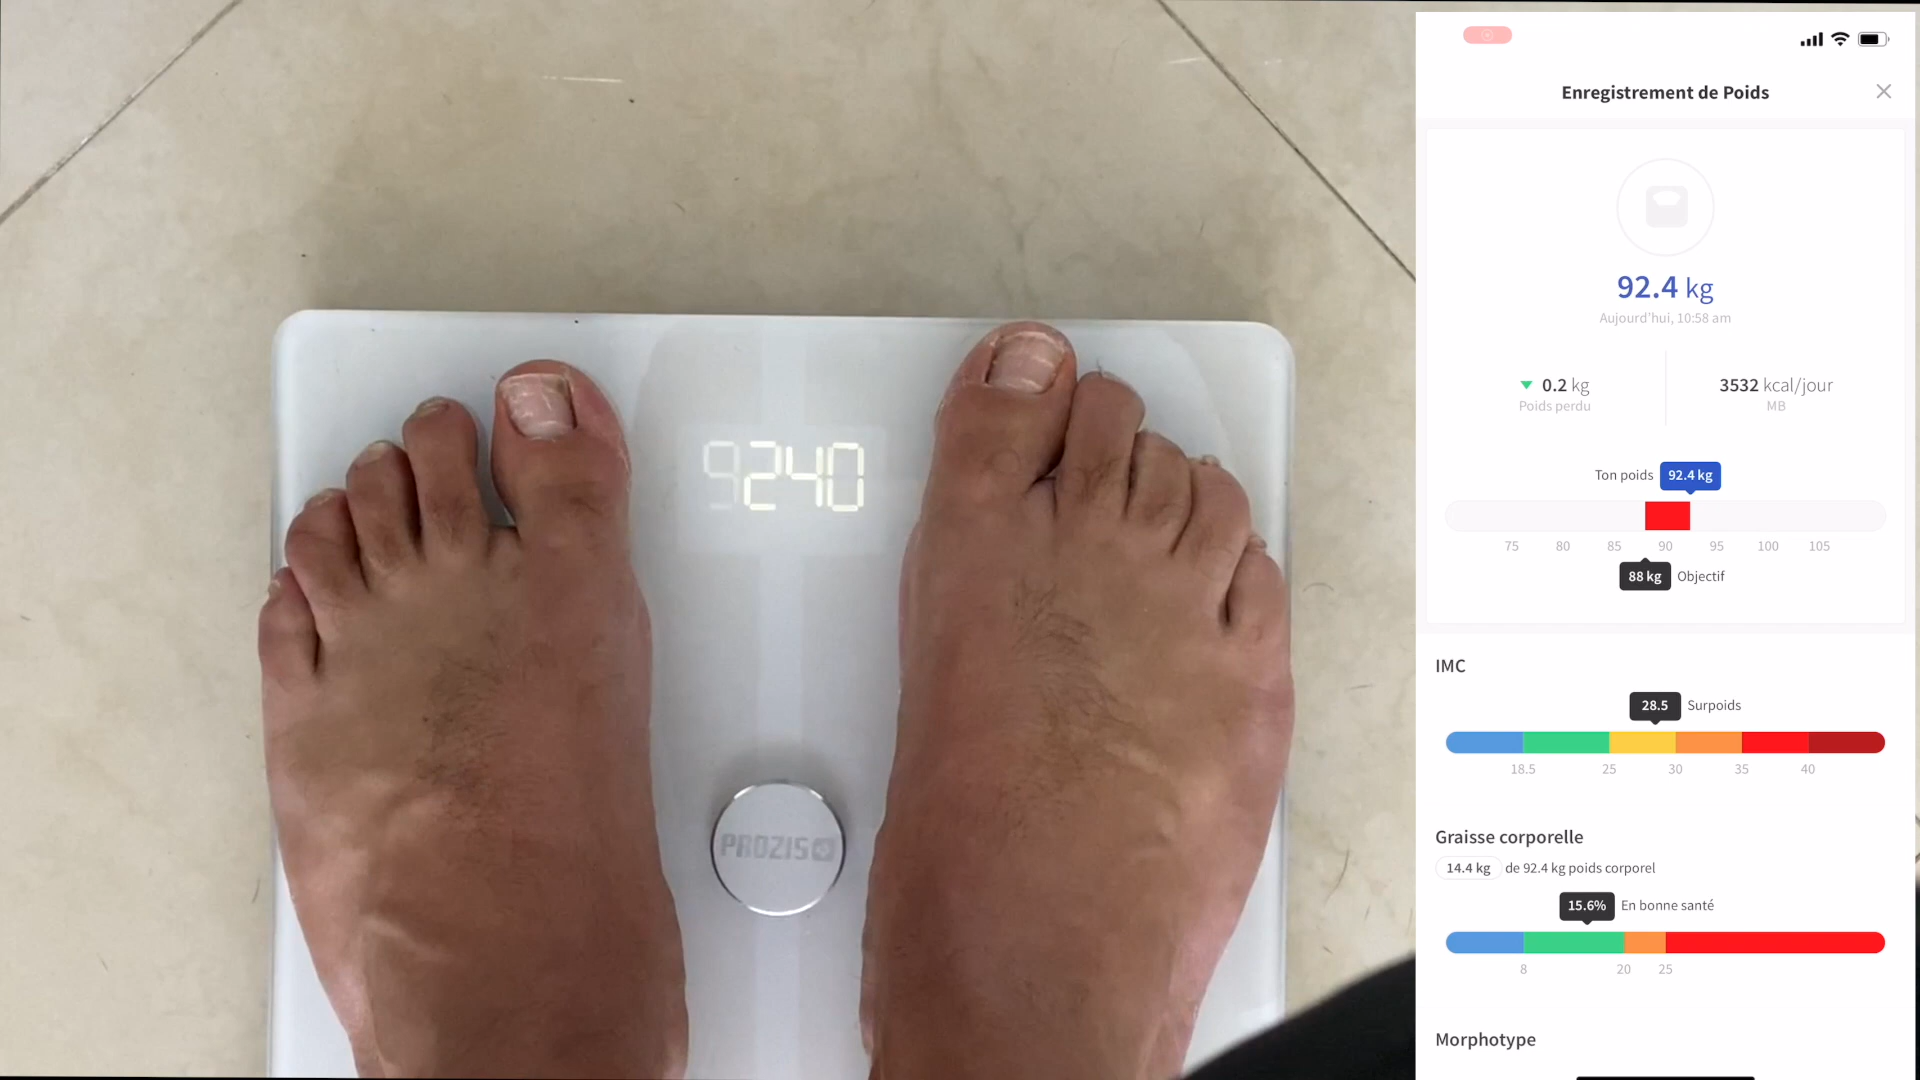 9240
PROZIS
Enregistrement de Poids
92.4 kg
Aujourd'hui, 10:58 am
0.2 kg
Poids perdu
3532 kcal/jour
MB
Ton poids 92.4 kg
75 80 85 90 95 100 105
88 kg Objectif
IMC
28.5 Surpoids
18.5 25 30 35 40
Graisse corporelle
14.4 kg de 92.4 kg poids corporel
15.6% En bonne santé
8 20 25
Morphotype